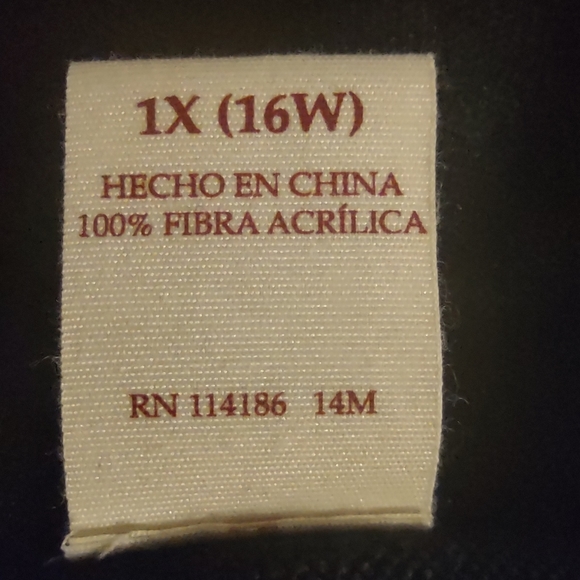 1X (16W)
HECHO EN CHINA
100% FIBRA ACRÍLICA
RN 114186 14M